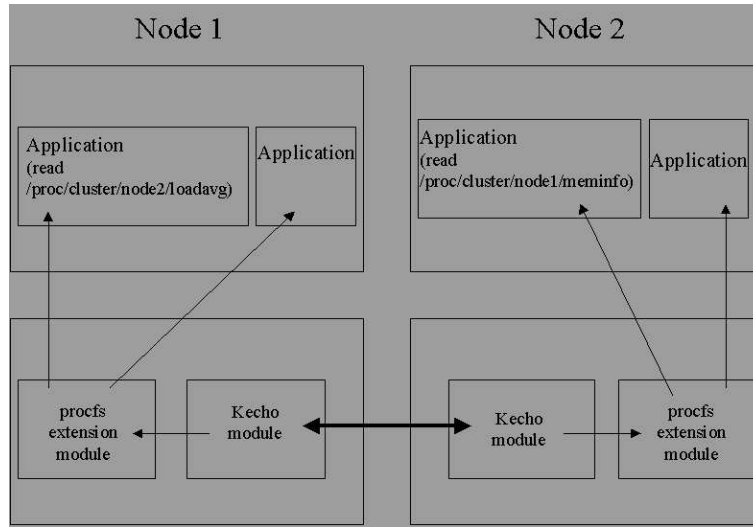 Node 1
Node 2
Application
(read
/proc/cluster/node2/loadavg)
Application
Application
(read
/proc/cluster/node1/meminfo)
Application
procfs
extension
module
Kecho
module
Kecho
module
procfs
extension
module